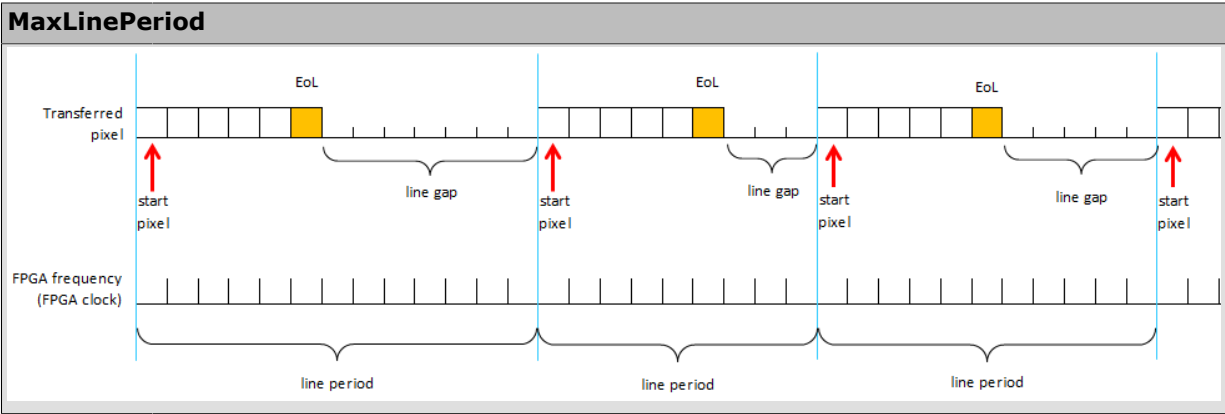 MaxLinePeriod
EoL
EoL
EoL
Transferred
pixel
line gap
line gap
line gap
start
pixel
start
pixel
start
pixel
start
pixel
FPGA frequency
(FPGA clock)
line period
line period
line period